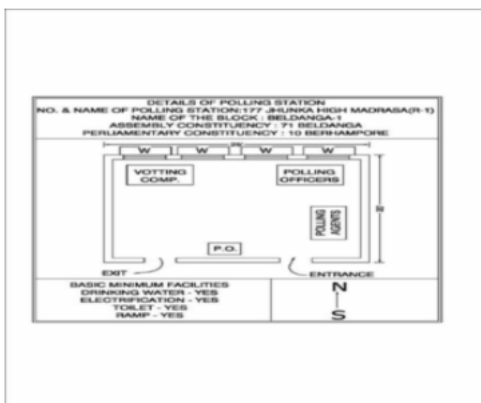 DETAILS OF POLLING STATION
NO. & NAME OF POLLING STATION:177 JHUNKA HIGH MADRASA(R-1)
NAME OF THE BLOCK : BELDANGA-1
ASSEMBLY CONSTITUENCY : 71 BELDANGA
PERLIAMENTARY CONSTITUENCY : 10 BERHAMPORE
W W W W
VOTTING COMP.
POLLING OFFICERS
POLLING AGENTS
P.O.
EXIT
ENTRANCE
BASIC MINIMUM FACILITIES
DRINKING WATER - YES
ELECTRIFICATION - YES
TOILET - YES
RAMP - YES
N
S